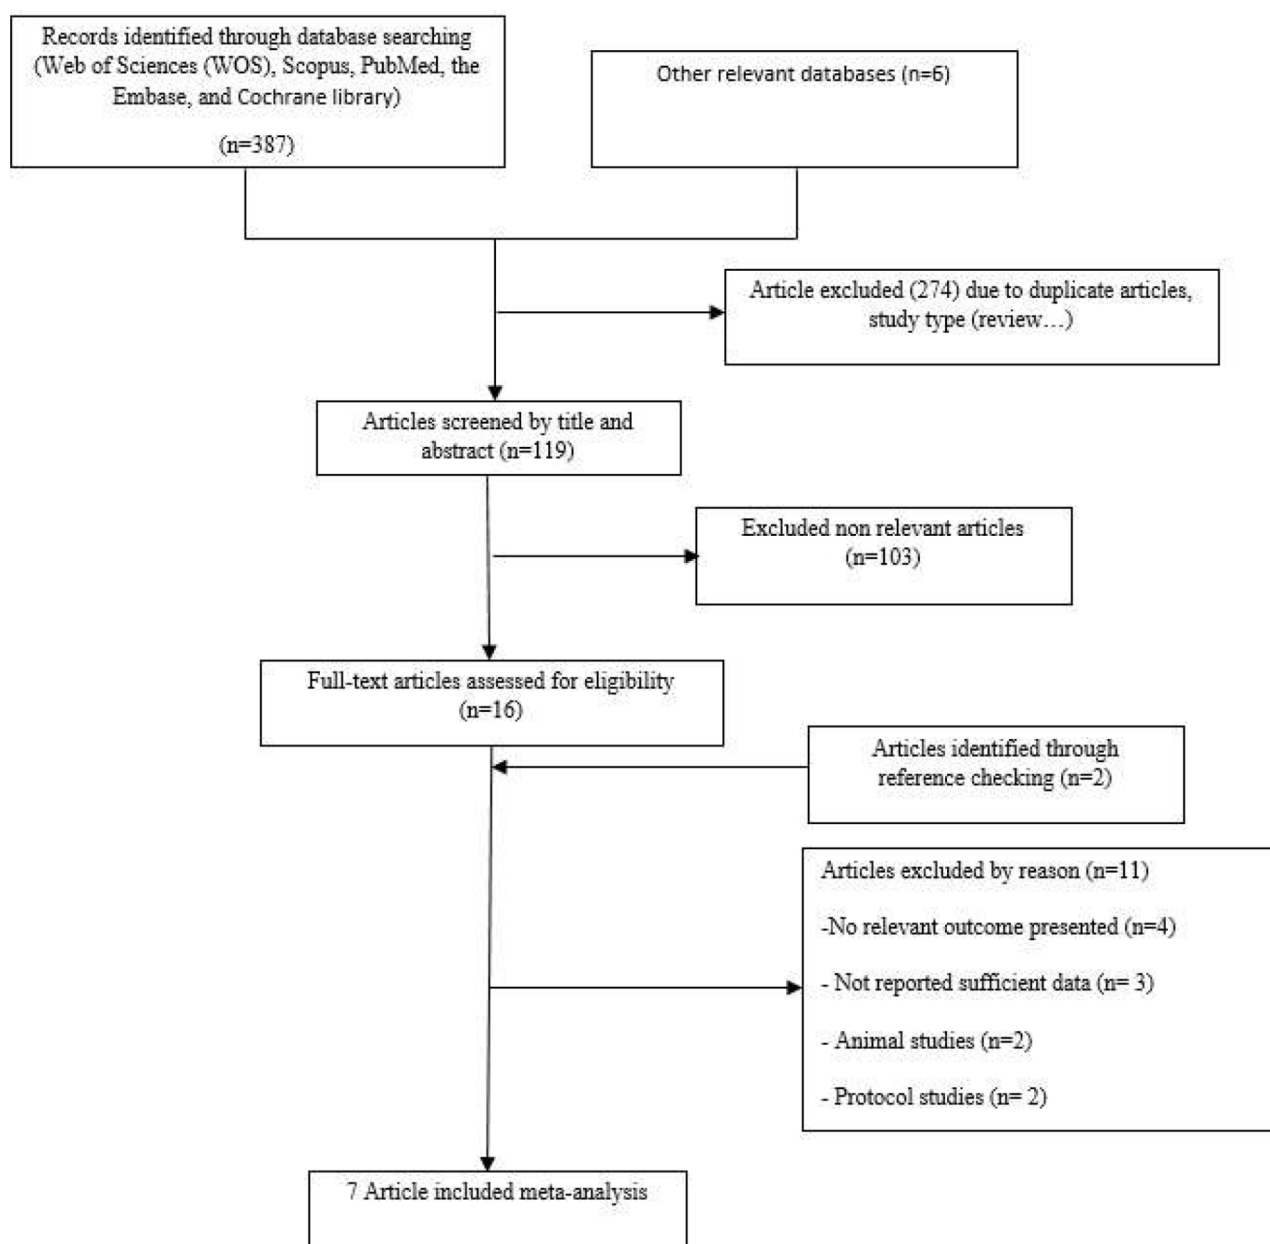 Records identified through database searching
(Web of Sciences (WOS), Scopus, PubMed, the
Embase, and Cochrane library)
(n=387)
Other relevant databases (n=6)
Article excluded (274) due to duplicate articles,
study type (review…)
Articles screened by title and
abstract (n=119)
Excluded non relevant articles
(n=103)
Full-text articles assessed for eligibility
(n=16)
Articles identified through
reference checking (n=2)
Articles excluded by reason (n=11)
-No relevant outcome presented (n=4)
- Not reported sufficient data (n= 3)
- Animal studies (n=2)
- Protocol studies (n= 2)
7 Article included meta-analysis